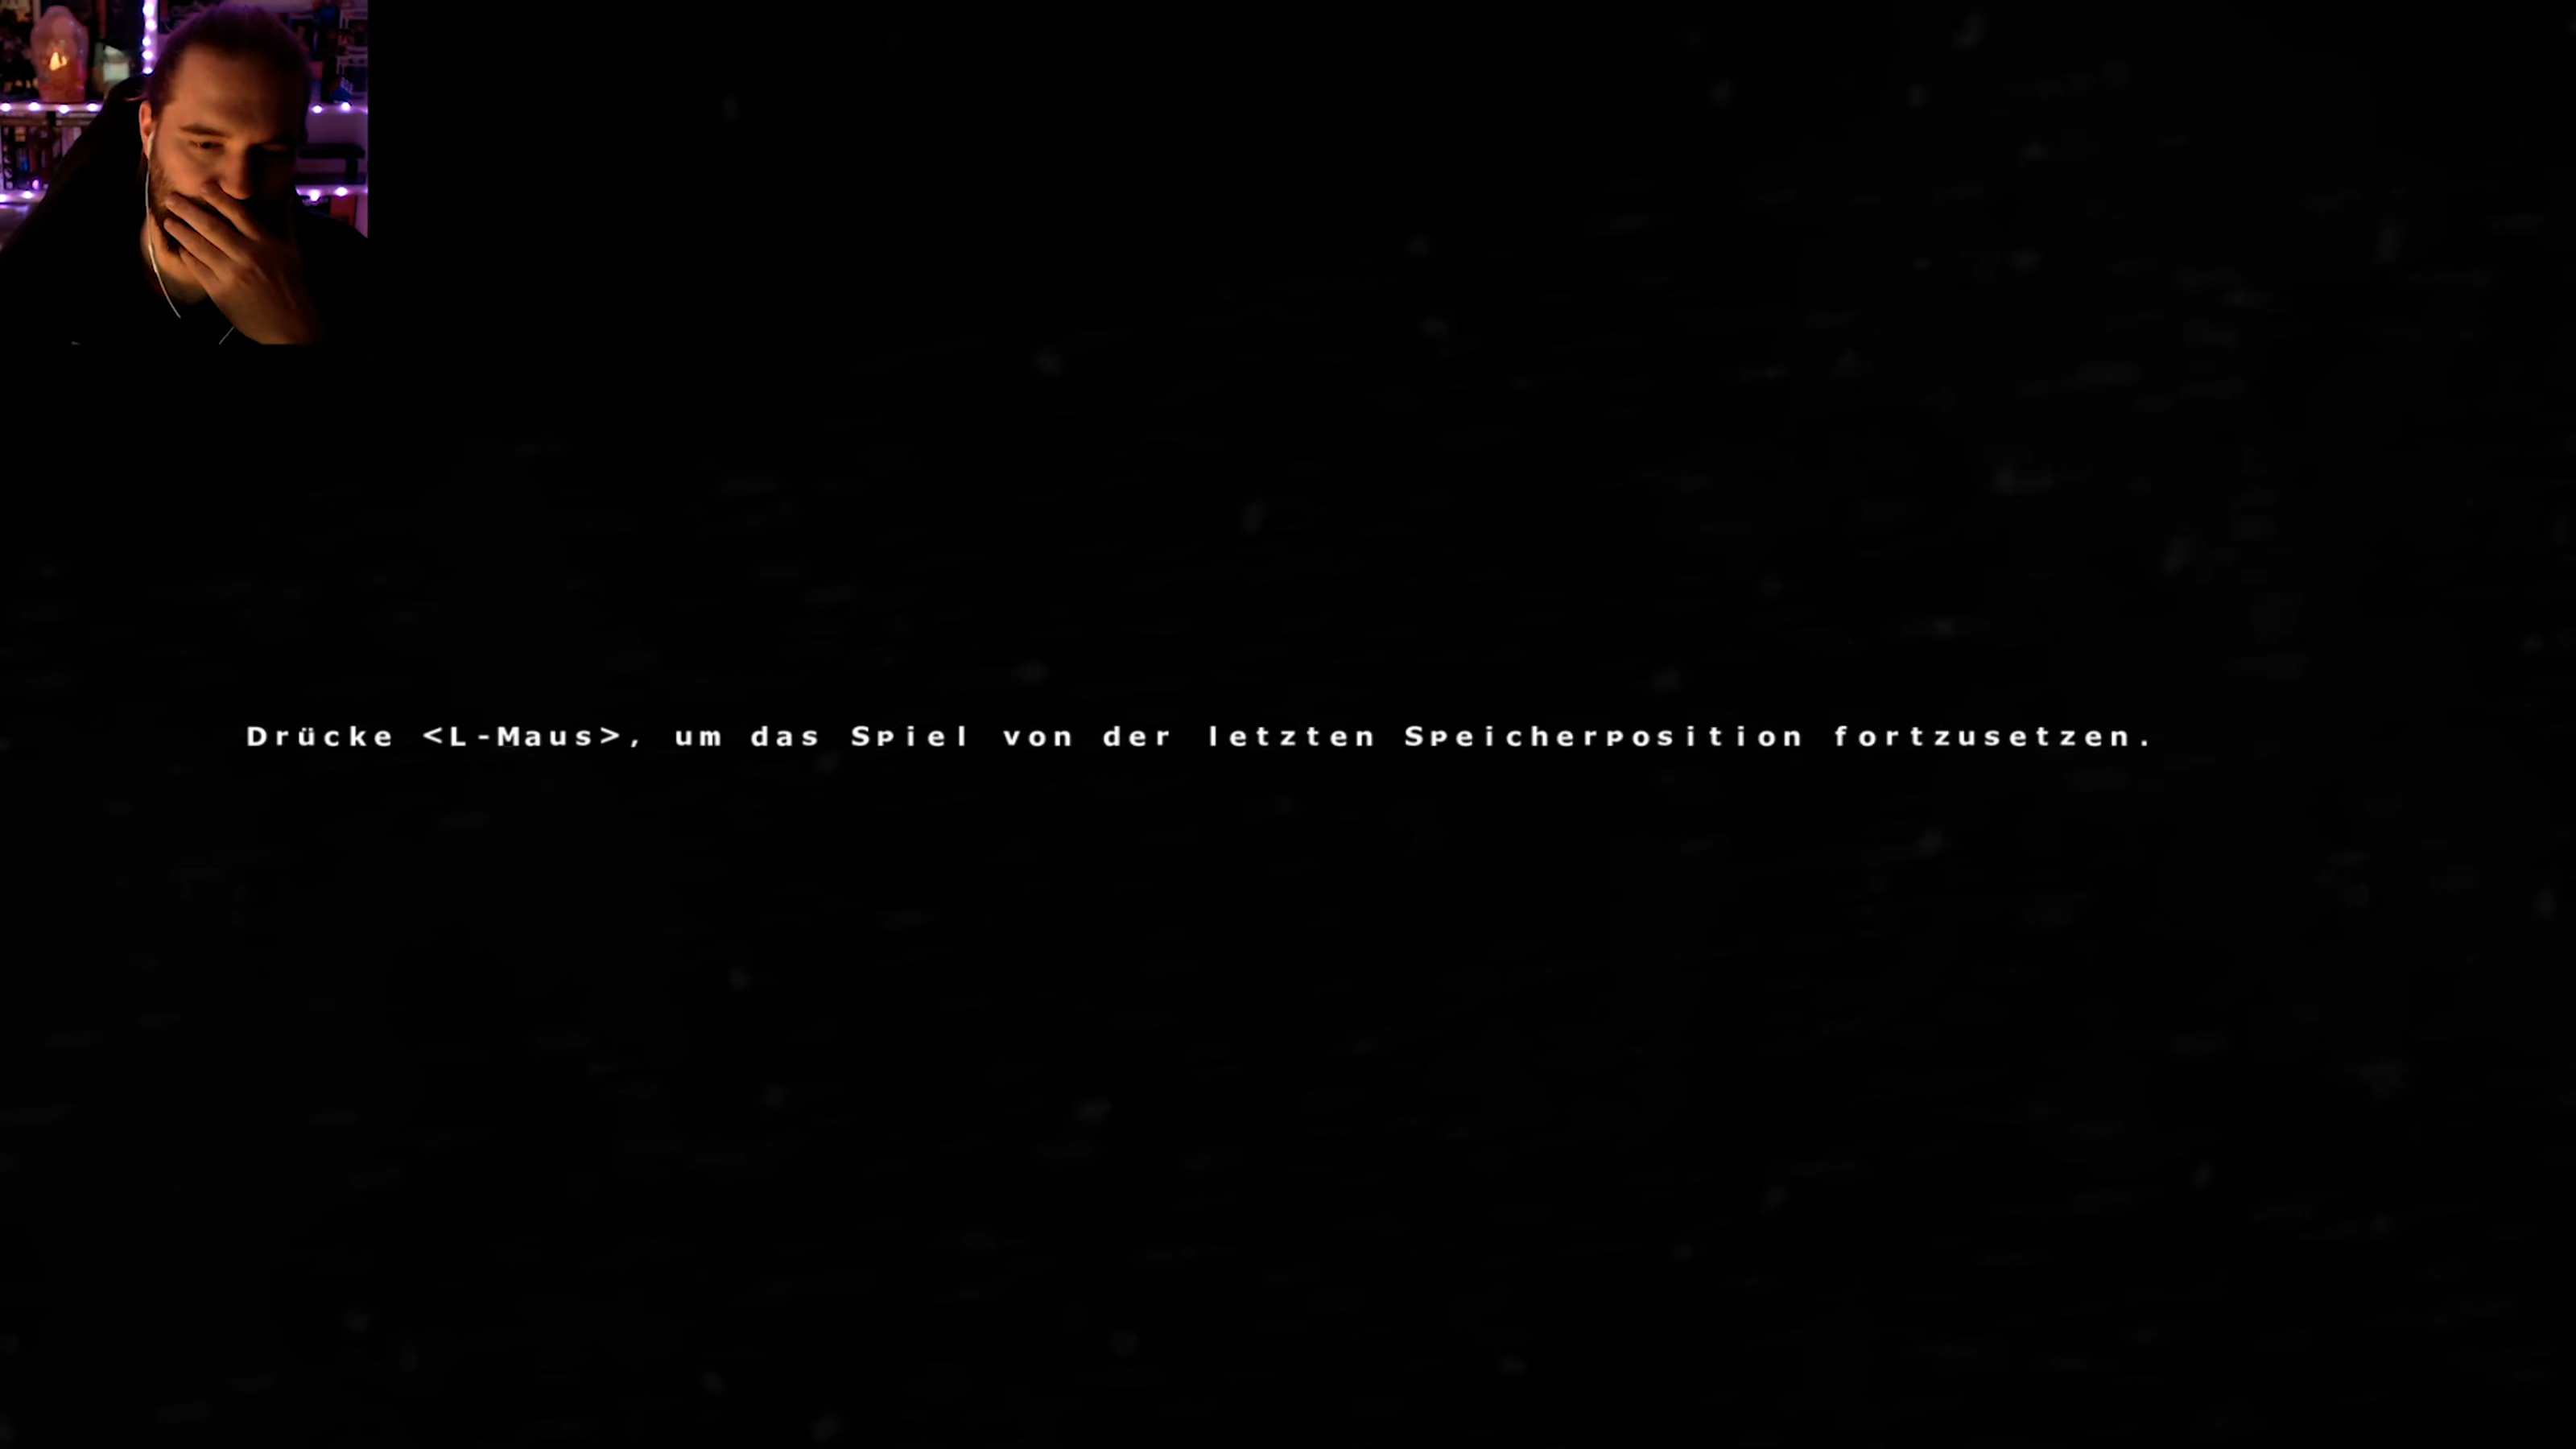 Drücke <L-Maus>, um das Spiel von der letzten Speicherposition fortzusetzen.